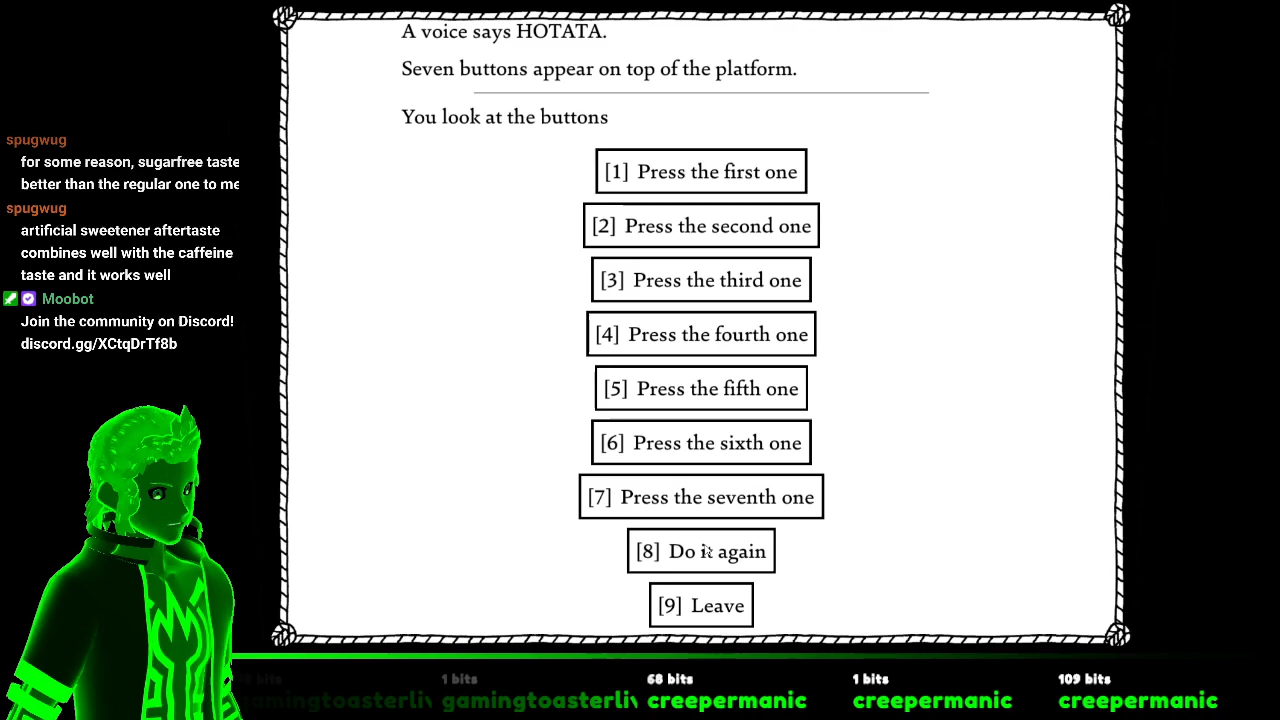 A voice says HOTATA.
Seven buttons appear on top of the platform.
You look at the buttons
[1] Press the first one
[2] Press the second one
[3] Press the third one
[4] Press the fourth one
[5] Press the fifth one
[6] Press the sixth one
[7] Press the seventh one
[8] Do it again
[9] Leave
spugwug
for some reason, sugarfree taste
better than the regular one to me
spugwug
artificial sweetener aftertaste
combines well with the caffeine
taste and it works well
Moobot
Join the community on Discord!
discord.gg/XCtqDrTf8b
bits
gamingtoasterliv
1 bits
gamingtoasterliv
68 bits
creepermanic
1 bits
creepermanic
109 bits
creepermanic